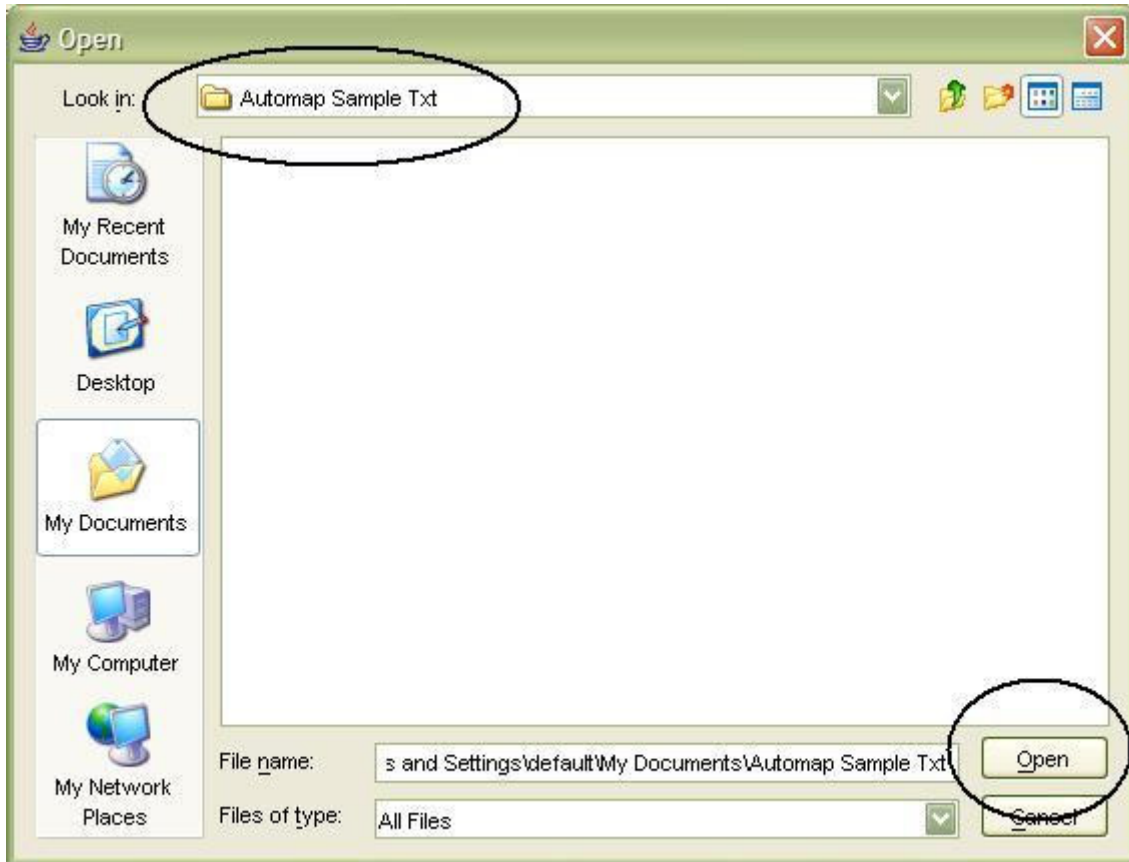 Open
Look in:
Automap Sample Txt
My Recent
Documents
Desktop
My Documents
My Computer
My Network
Places
File name:
s and Settings\default\My Documents\Automap Sample Txt
Open
Files of type:
All Files
Cancel